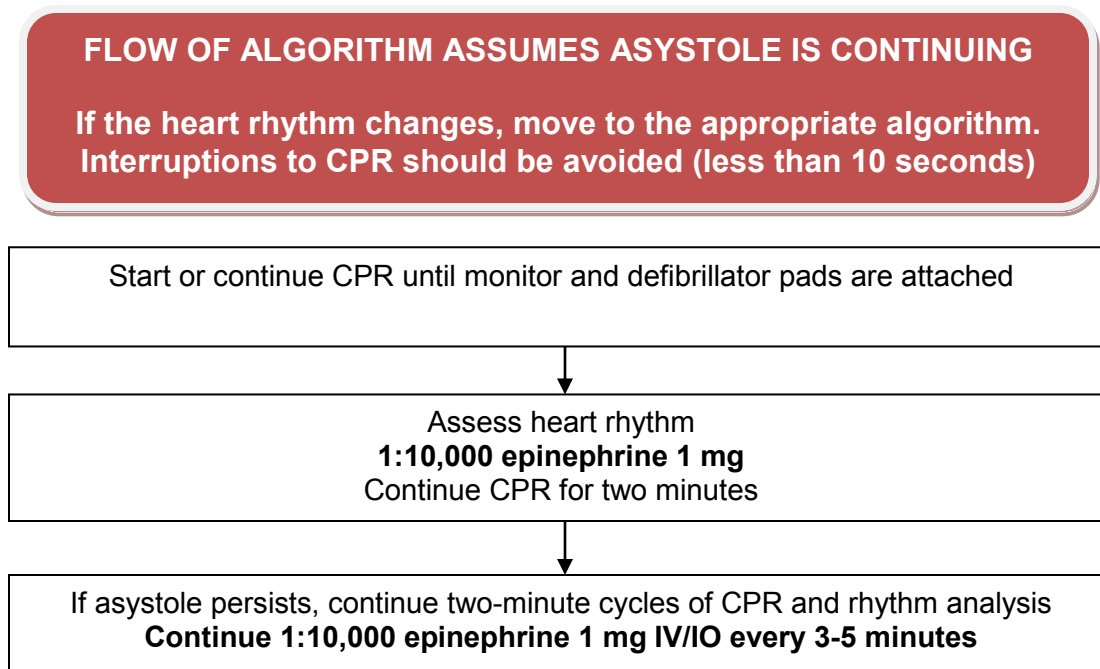 FLOW OF ALGORITHM ASSUMES ASYSTOLE IS CONTINUING
If the heart rhythm changes, move to the appropriate algorithm.
Interruptions to CPR should be avoided (less than 10 seconds)
Start or continue CPR until monitor and defibrillator pads are attached
Assess heart rhythm
1:10,000 epinephrine 1 mg
Continue CPR for two minutes
If asystole persists, continue two-minute cycles of CPR and rhythm analysis
Continue 1:10,000 epinephrine 1 mg IV/IO every 3-5 minutes